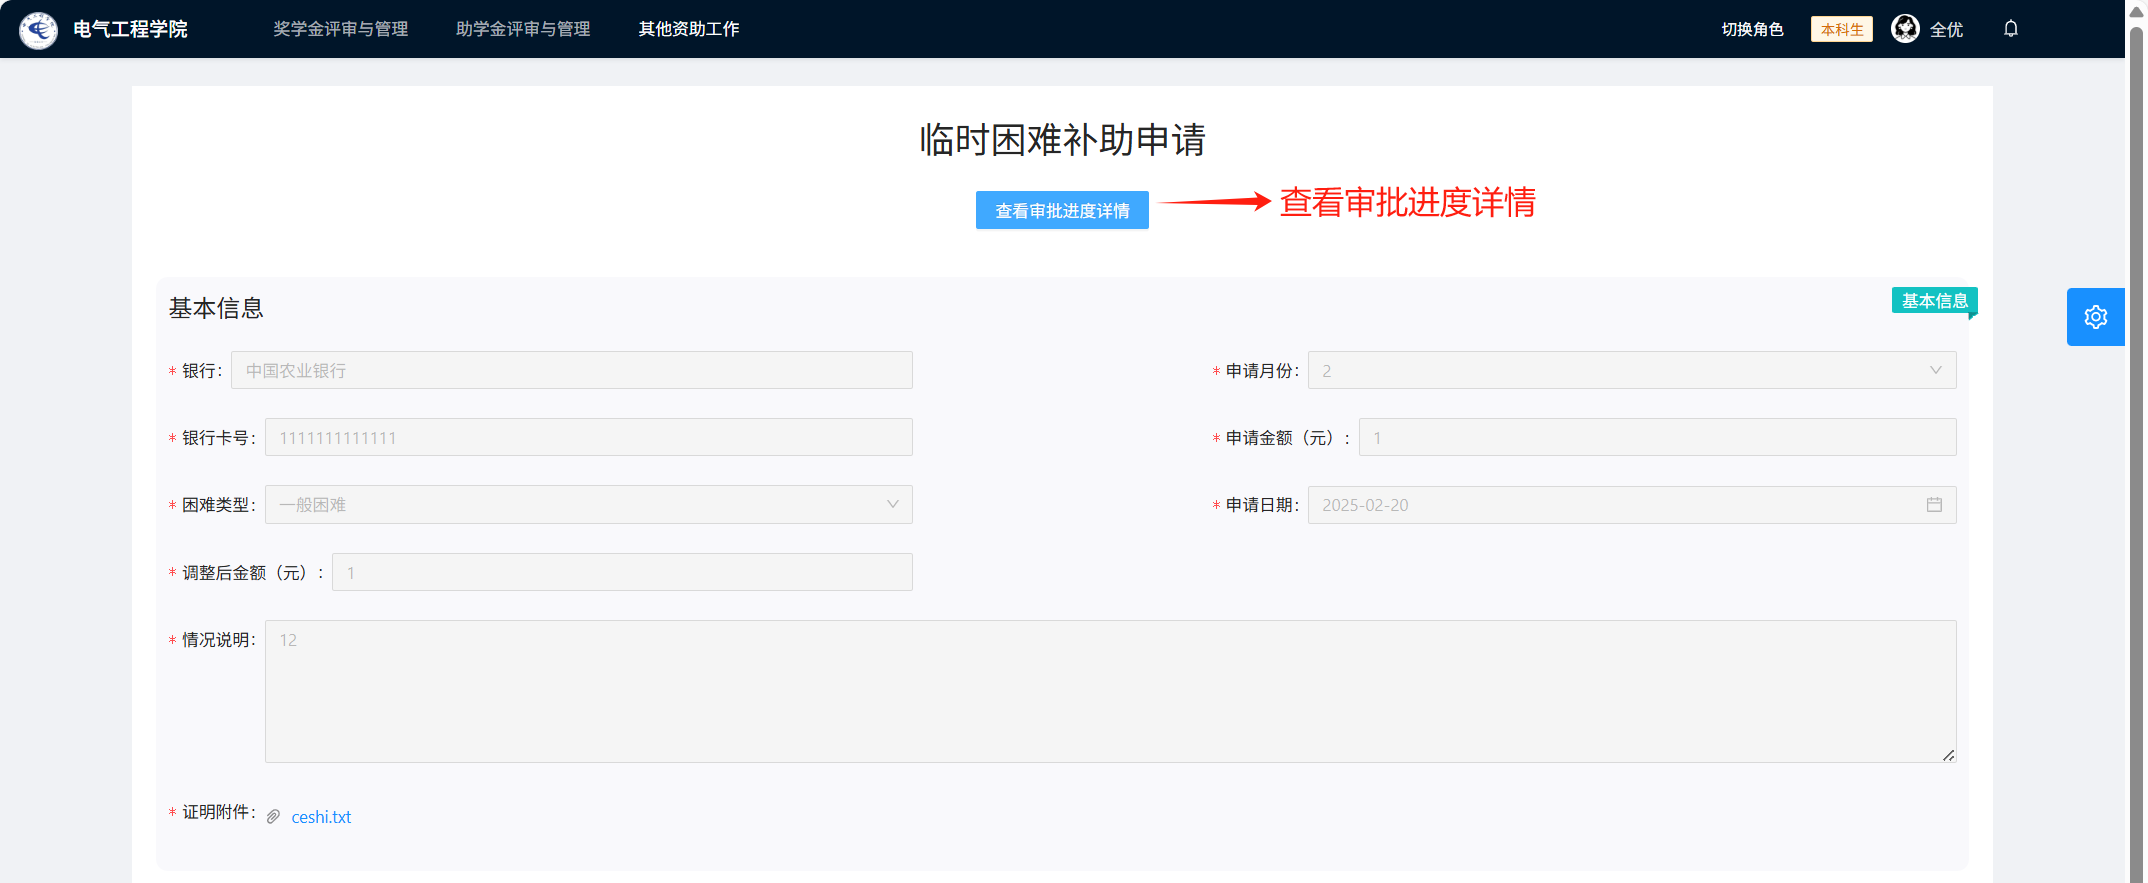 电气工程学院 奖学金评审与管理 助学金评审与管理 其他资助工作 切换角色 本科生 全优
临时困难补助申请
查看审批进度详情 查看审批进度详情
基本信息 基本信息
* 银行: 中国农业银行 * 申请月份: 2
* 银行卡号: 1111111111111 * 申请金额（元）: 1
* 困难类型: 一般困难 * 申请日期: 2025-02-20
* 调整后金额（元）: 1
* 情况说明: 12
* 证明附件: ceshi.txt